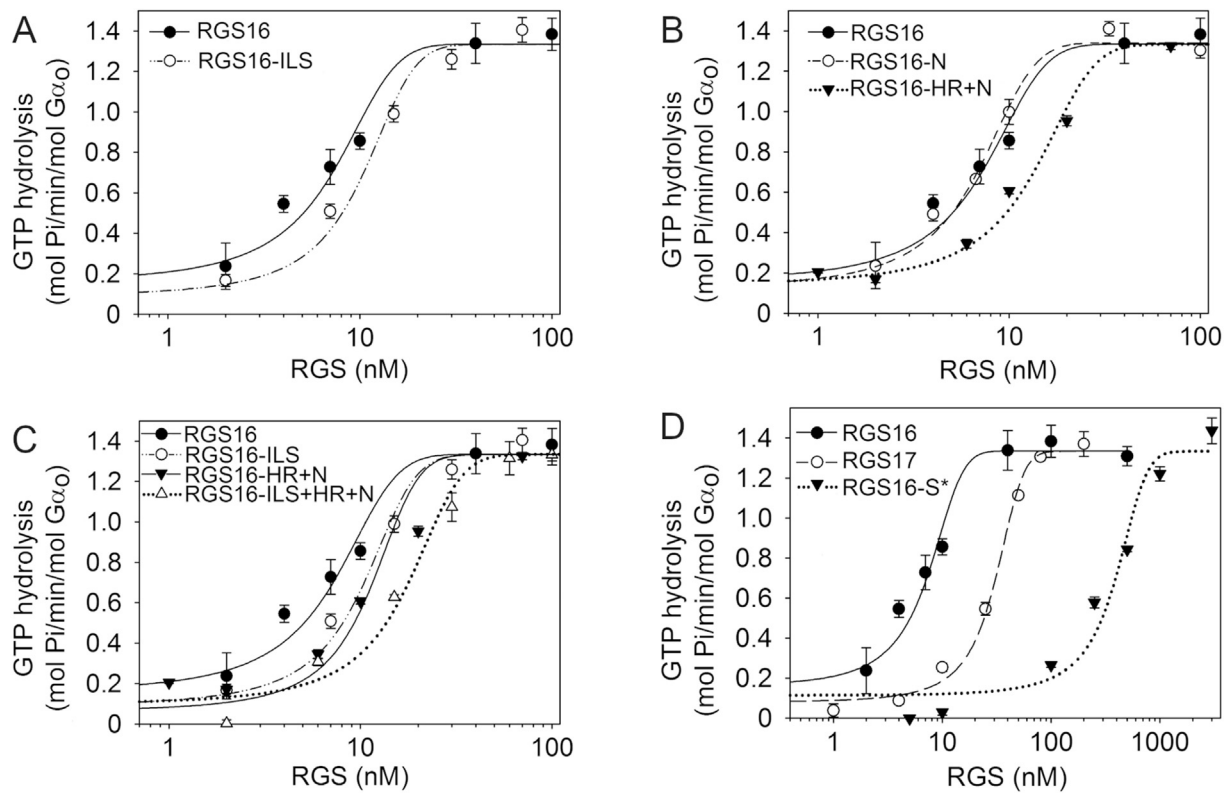 A
RGS16
RGS16-ILS
GTP hydrolysis
(mol Pi/min/mol Gαo)
1.4
1.2
1.0
0.8
0.6
0.4
0.2
0
1 10 100
RGS (nM)
B
RGS16
RGS16-N
RGS16-HR+N
GTP hydrolysis
(mol Pi/min/mol Gαo)
1.4
1.2
1.0
0.8
0.6
0.4
0.2
0
1 10 100
RGS (nM)
C
RGS16
RGS16-ILS
RGS16-HR+N
RGS16-ILS+HR+N
GTP hydrolysis
(mol Pi/min/mol Gαo)
1.4
1.2
1.0
0.8
0.6
0.4
0.2
0
1 10 100
RGS (nM)
D
RGS16
RGS17
RGS16-S*
GTP hydrolysis
(mol Pi/min/mol Gαo)
1.4
1.2
1.0
0.8
0.6
0.4
0.2
0
1 10 100 1000
RGS (nM)